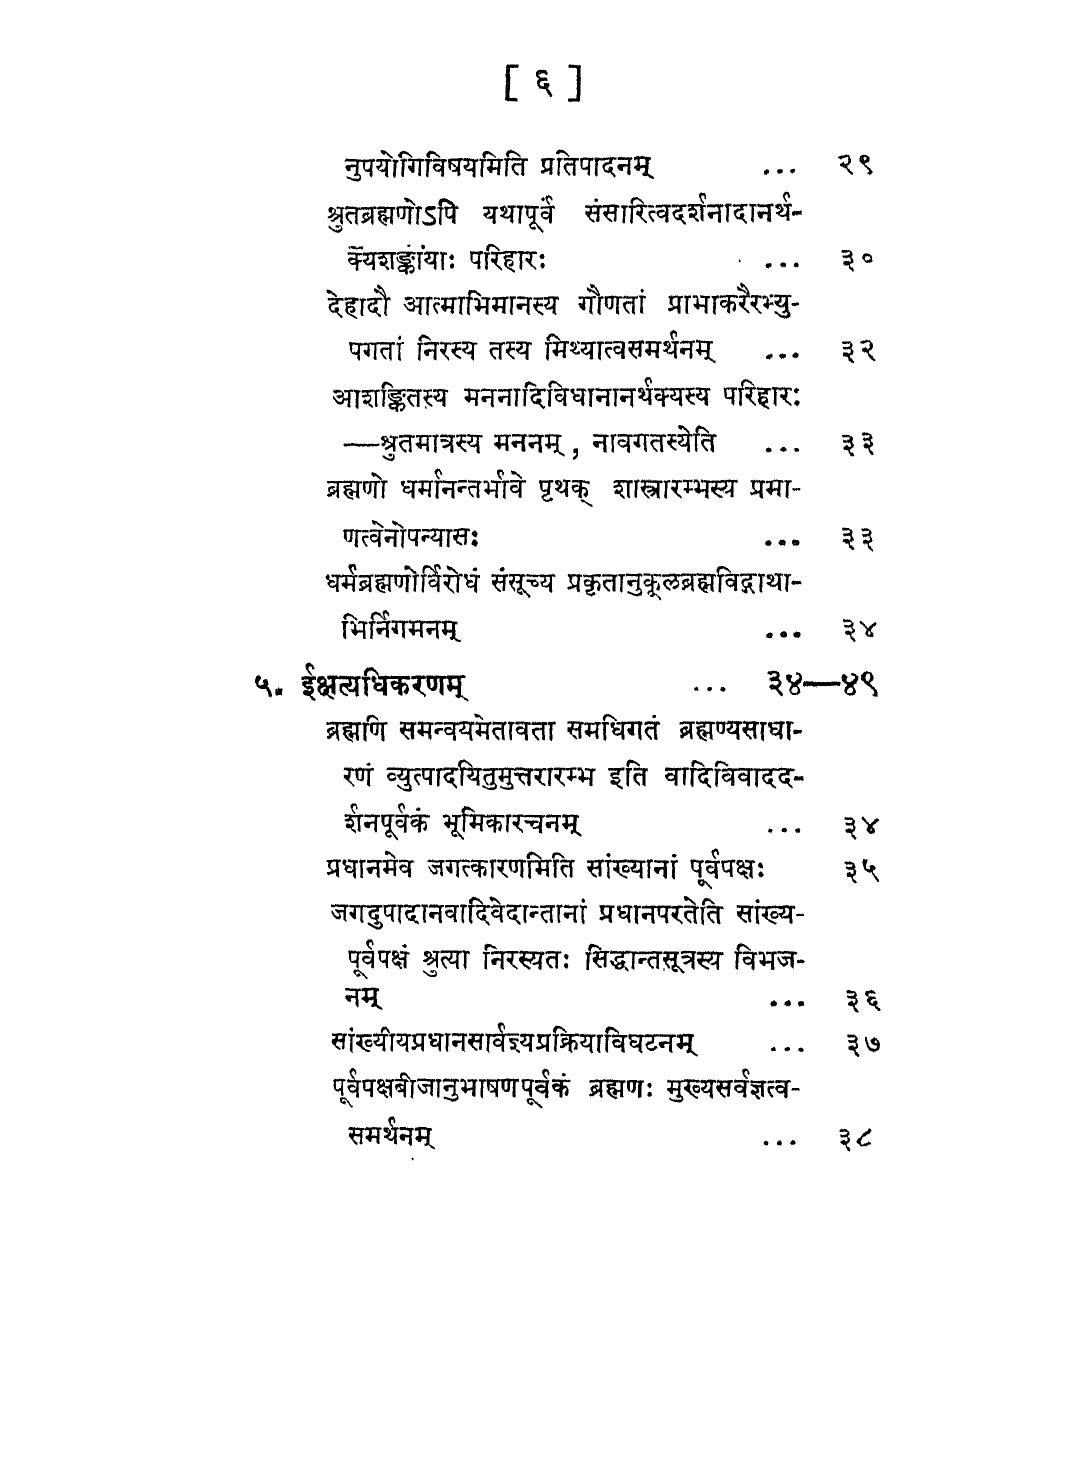 [ ६ ]
नुपयोगिविषयमिति प्रतिपादनम् ... २९
श्रुतब्रह्मणोऽपि यथापूर्वं संसारित्वदर्शनादानर्थ-
क्यशङ्कायाः परिहारः ... ३०
देहादौ आत्माभिमानस्य गौणतां प्राभाकरैरभ्यु-
पगतां निरस्य तस्य मिथ्यात्वसमर्थनम् ... ३२
आशङ्कितस्य मननादिविधानानर्थक्यस्य परिहारः
—श्रुतमात्रस्य मननम् , नावगतस्येति ... ३३
ब्रह्मणो धर्मानन्तर्भावे पृथक् शास्त्रारम्भस्य प्रमा-
णत्वेनोपन्यासः ... ३३
धर्मब्रह्मणोर्विरोधं संसूच्य प्रकृतानुकूलब्रह्मविद्गाथा-
भिर्निगमनम् ... ३४
५. ईक्षत्यधिकरणम् ... ३४—४९
ब्रह्मणि समन्वयमेतावता समधिगतं ब्रह्मण्यसाधा-
रणं व्युत्पादयितुमुत्तरारम्भ इति वादिविवादद-
र्शनपूर्वकं भूमिकारचनम् ... ३४
प्रधानमेव जगत्कारणमिति सांख्यानां पूर्वपक्षः ३५
जगदुपादानवादिवेदान्तानां प्रधानपरतेति सांख्य-
पूर्वपक्षं श्रुत्या निरस्यतः सिद्धान्तसूत्रस्य विभज-
नम् ... ३६
सांख्यीयप्रधानसार्वज्ञ्यप्रक्रियाविघटनम् ... ३७
पूर्वपक्षबीजानुभाषणपूर्वकं ब्रह्मणः मुख्यसर्वज्ञत्व-
समर्थनम् ... ३८